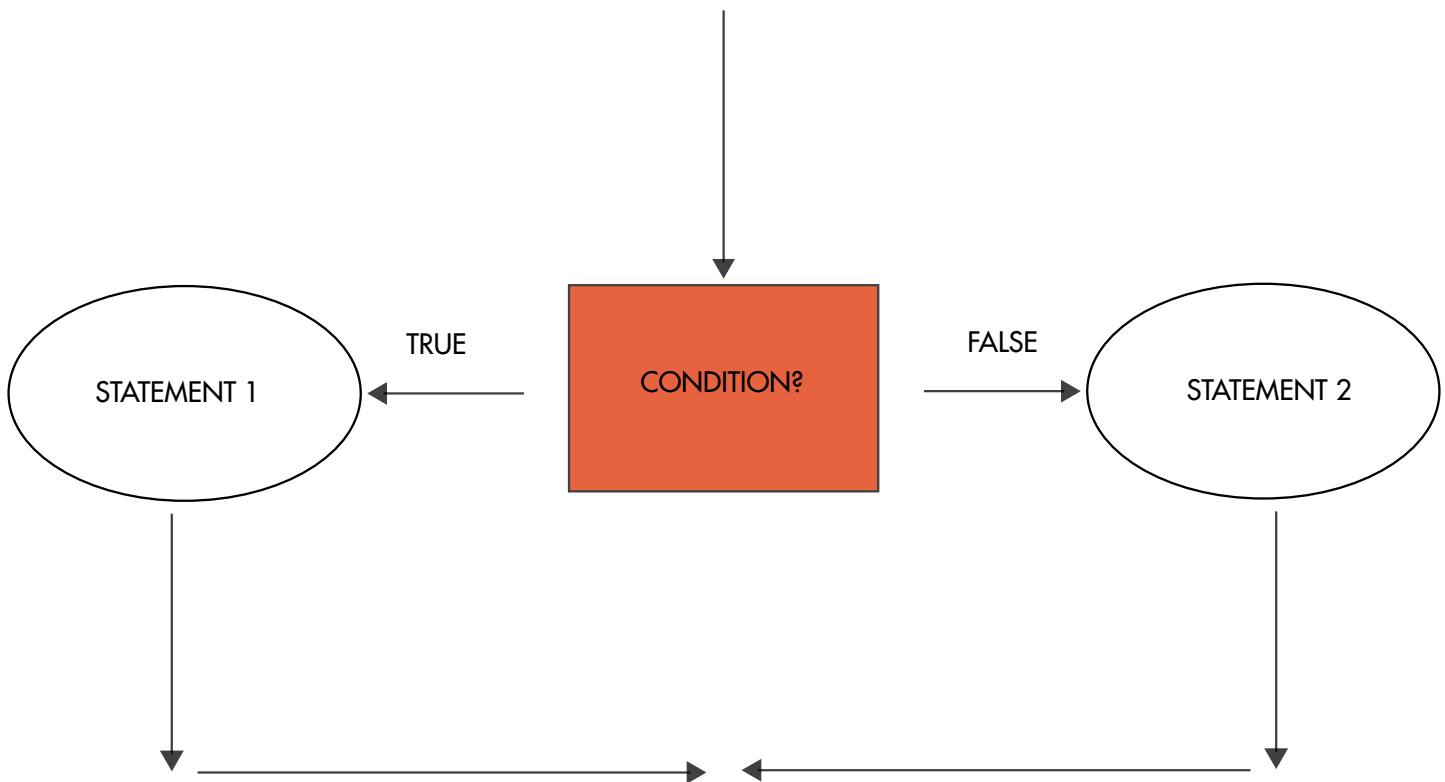 TRUE
FALSE
STATEMENT 1
CONDITION?
STATEMENT 2